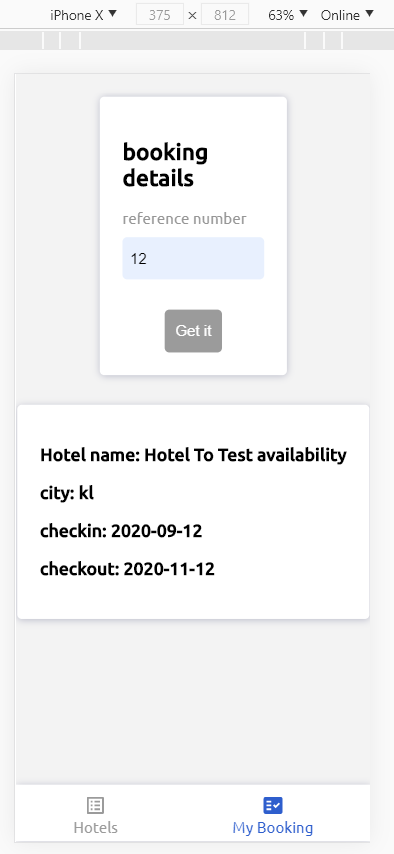 iPhone X ▼ 375 × 812 63% ▼ Online ▼
booking
details
reference number
12
Get it
Hotel name: Hotel To Test availability
city: kl
checkin: 2020-09-12
checkout: 2020-11-12
Hotels My Booking